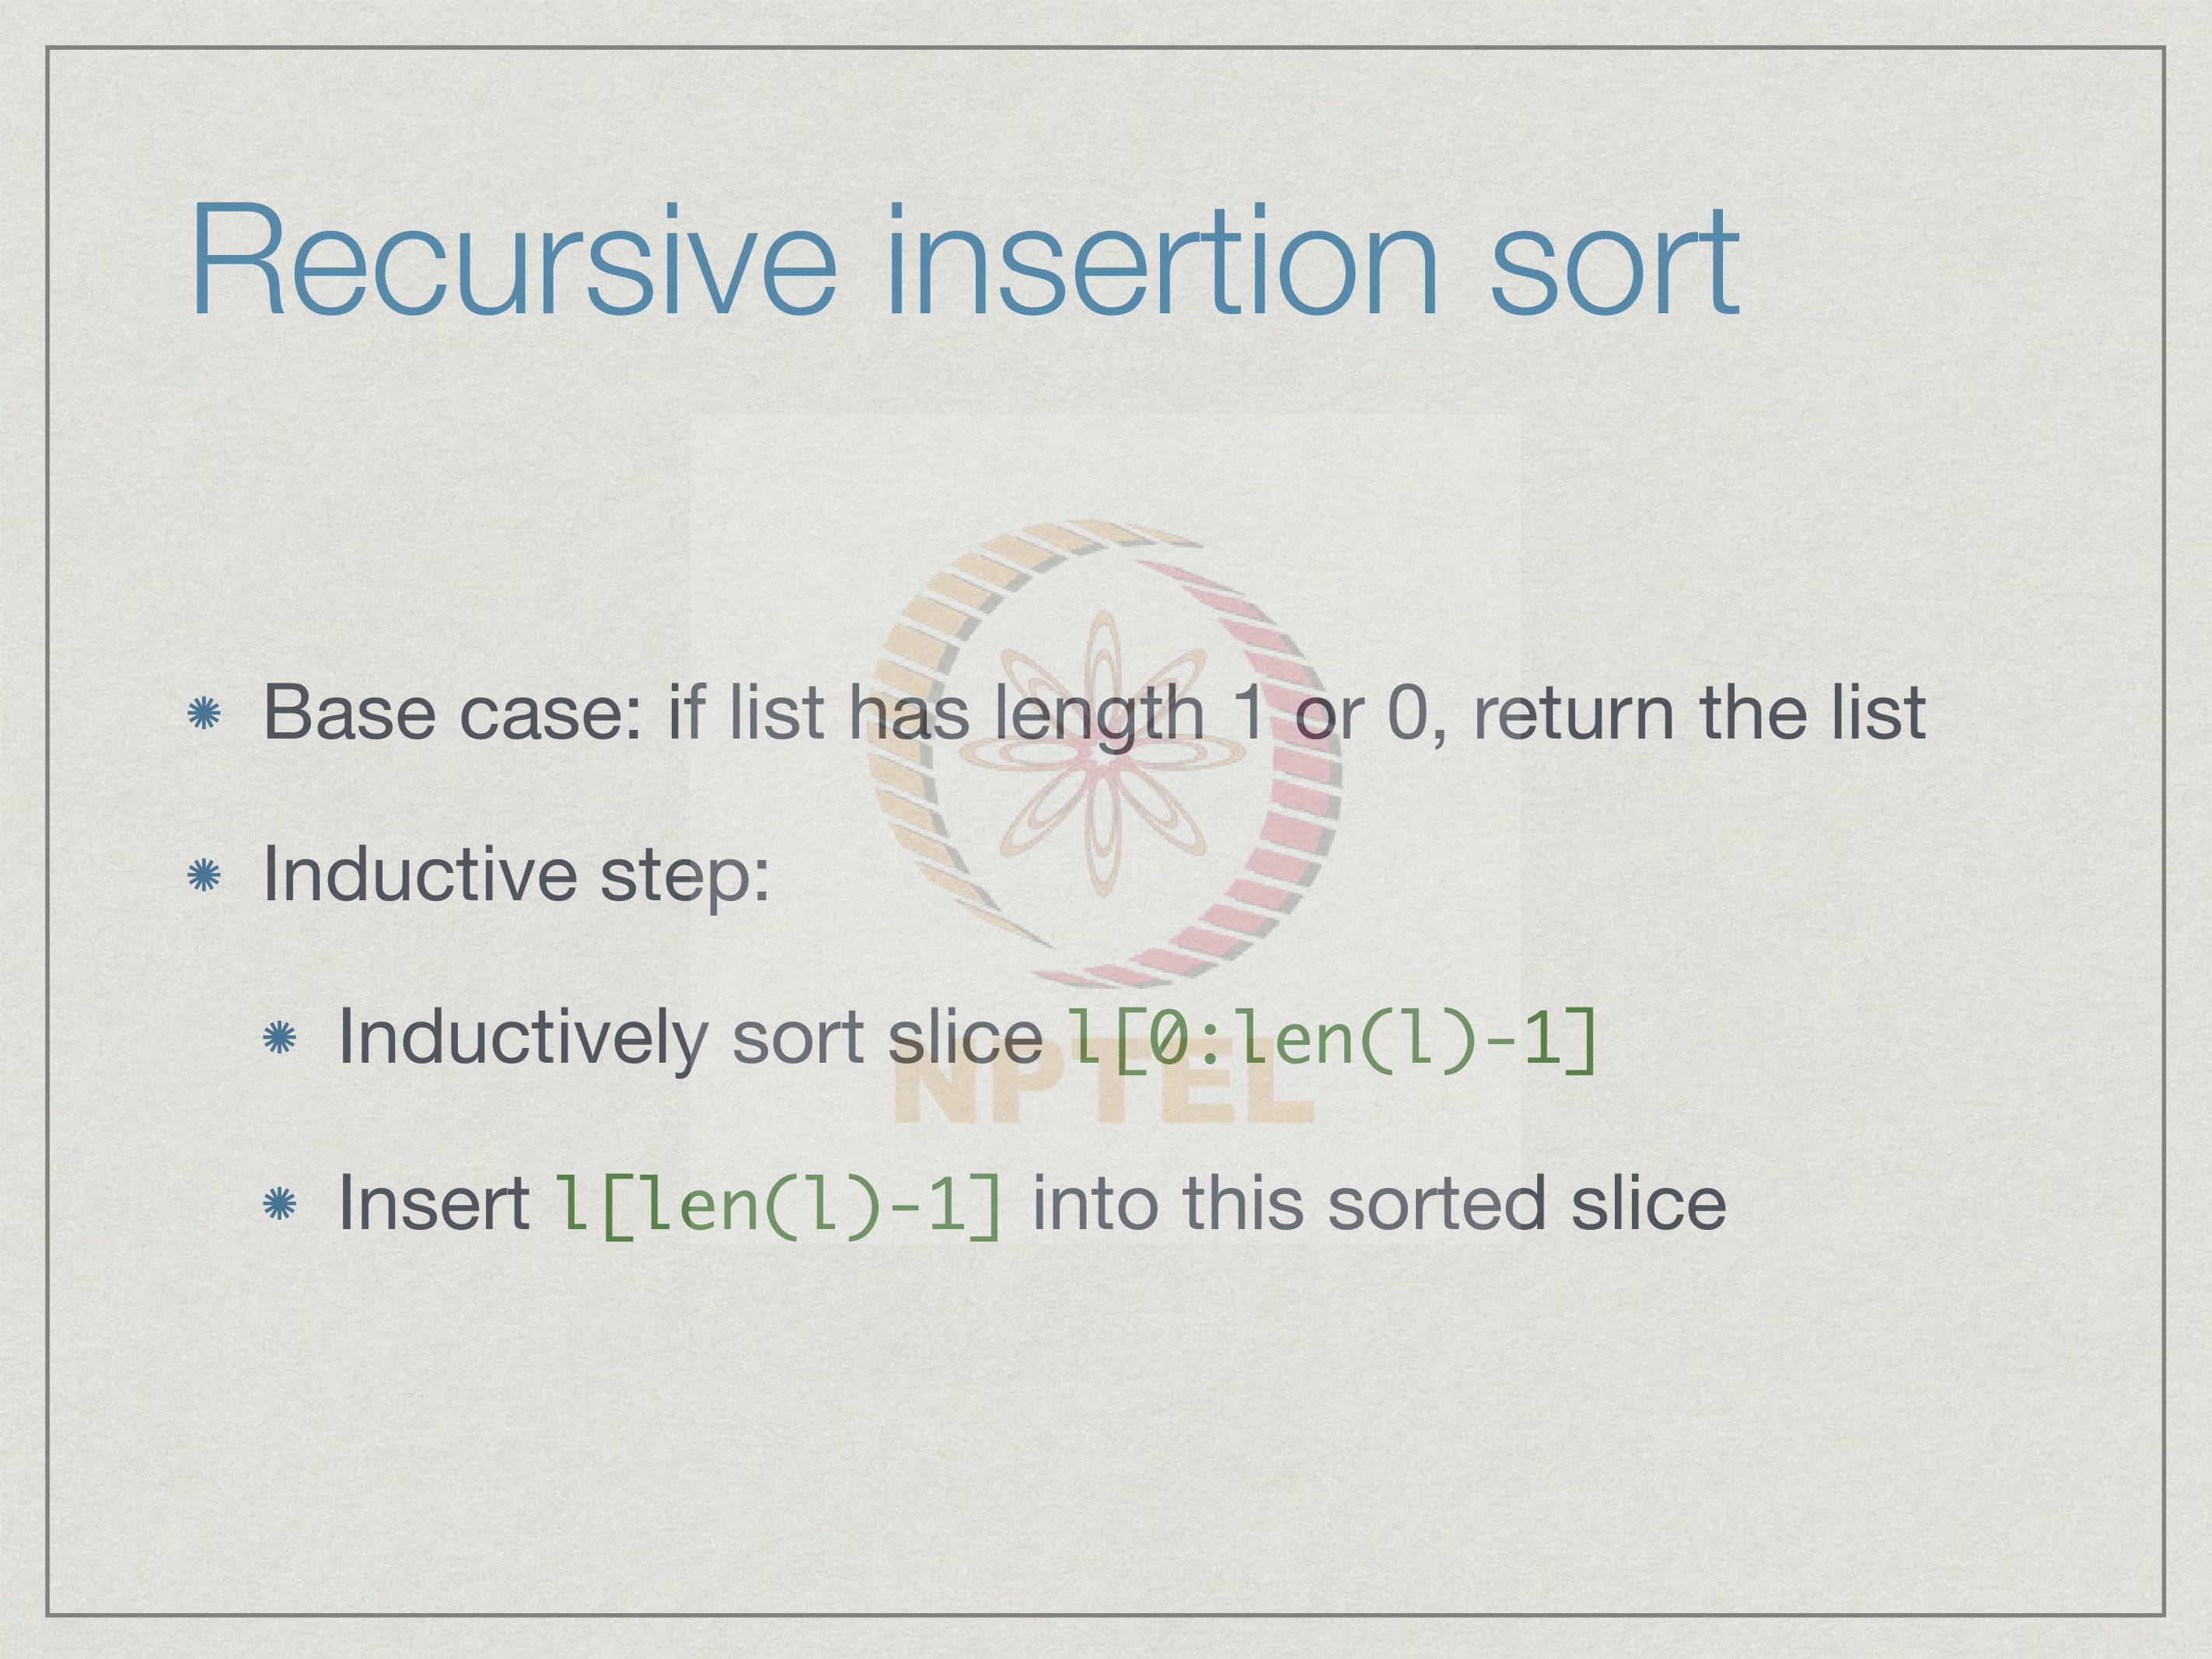 Recursive insertion sort
Base case: if list has length 1 or 0, return the list
Inductive step:
Inductively sort slice l[0:len(l)-1]
NPTEL
Insert l[len(l)-1] into this sorted slice